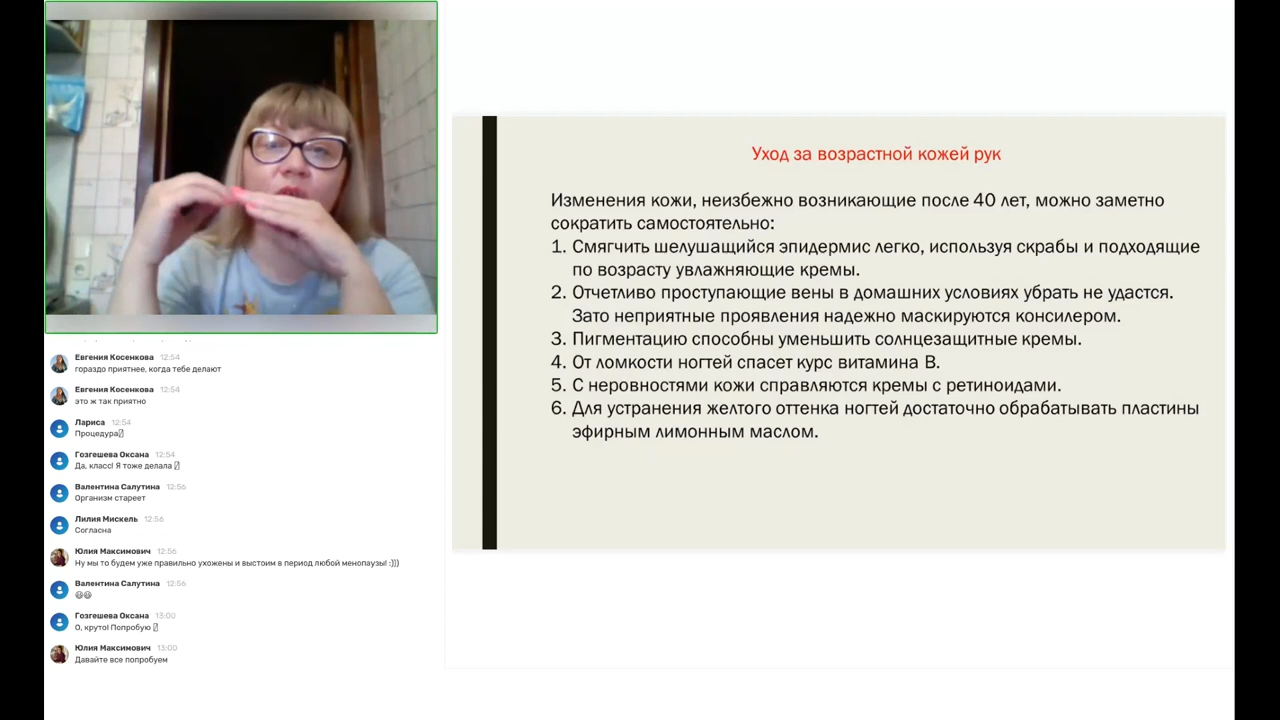 Уход за возрастной кожей рук
Изменения кожи, неизбежно возникающие после 40 лет, можно заметно
сократить самостоятельно:
1. Смягчить шелушащийся эпидермис легко, используя скрабы и подходящие
по возрасту увлажняющие кремы.
2. Отчетливо проступающие вены в домашних условиях убрать не удастся.
Зато неприятные проявления надежно маскируются консилером.
3. Пигментацию способны уменьшить солнцезащитные кремы.
4. От ломкости ногтей спасет курс витамина В.
5. С неровностями кожи справляются кремы с ретиноидами.
6. Для устранения желтого оттенка ногтей достаточно обрабатывать пластины
эфирным лимонным маслом.
Евгения Косенкова 12:54
гораздо приятнее, когда тебе делают
Евгения Косенкова 12:54
это ж так приятно
Лариса 12:54
Процедура
Гозгешева Оксана 12:54
Да, класс! Я тоже делала
Валентина Салутина 12:56
Организм стареет
Лилия Мискель 12:56
Согласна
Юлия Максимович 12:56
Ну мы то будем уже правильно ухожены и выстоим в период любой менопаузы! :)))
Валентина Салутина 12:56
😃😃
Гозгешева Оксана 13:00
О, круто! Попробую
Юлия Максимович 13:00
Давайте все попробуем